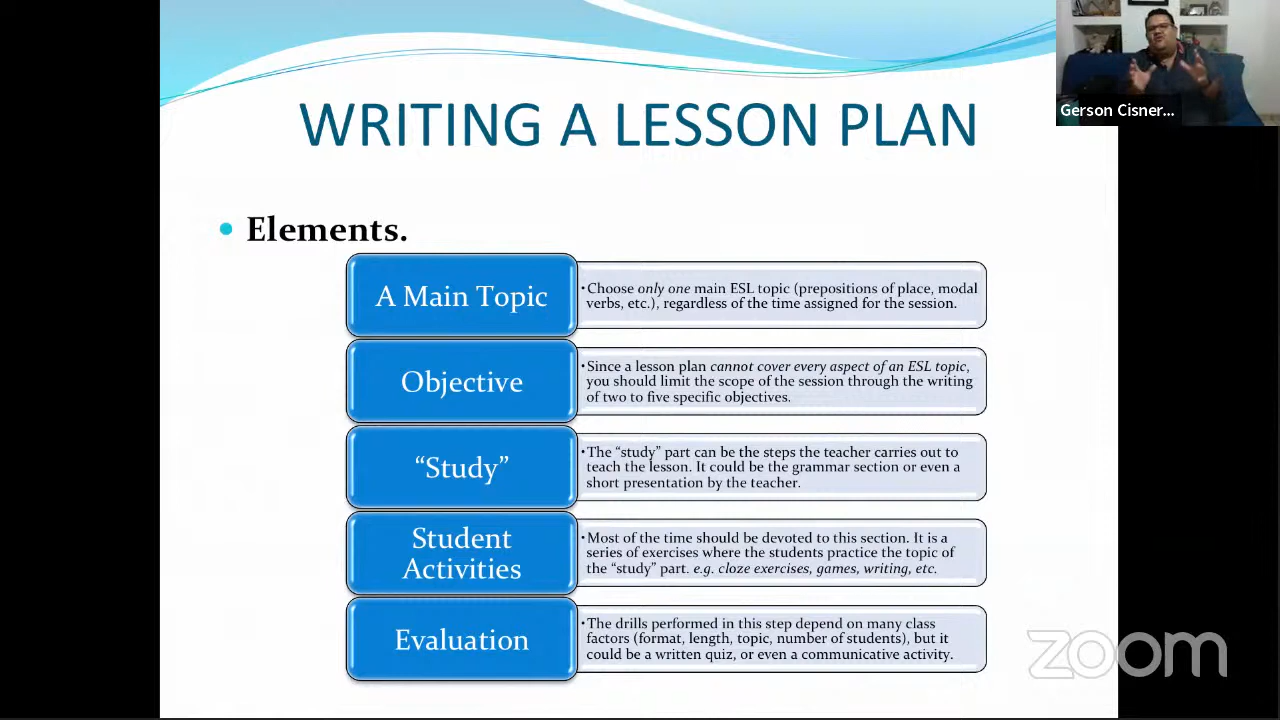 Gerson Cisner...
WRITING A LESSON PLAN
• Elements.
A Main Topic
• Choose only one main ESL topic (prepositions of place, modal
verbs, etc.), regardless of the time assigned for the session.
Objective
• Since a lesson plan cannot cover every aspect of an ESL topic,
you should limit the scope of the session through the writing
of two to five specific objectives.
“Study”
• The “study” part can be the steps the teacher carries out to
teach the lesson. It could be the grammar section or even a
short presentation by the teacher.
Student
Activities
• Most of the time should be devoted to this section. It is a
series of exercises where the students practice the topic of
the “study” part. e.g. cloze exercises, games, writing, etc.
Evaluation
• The drills performed in this step depend on many class
factors (format, length, topic, number of students), but it
could be a written quiz, or even a communicative activity.
zoom